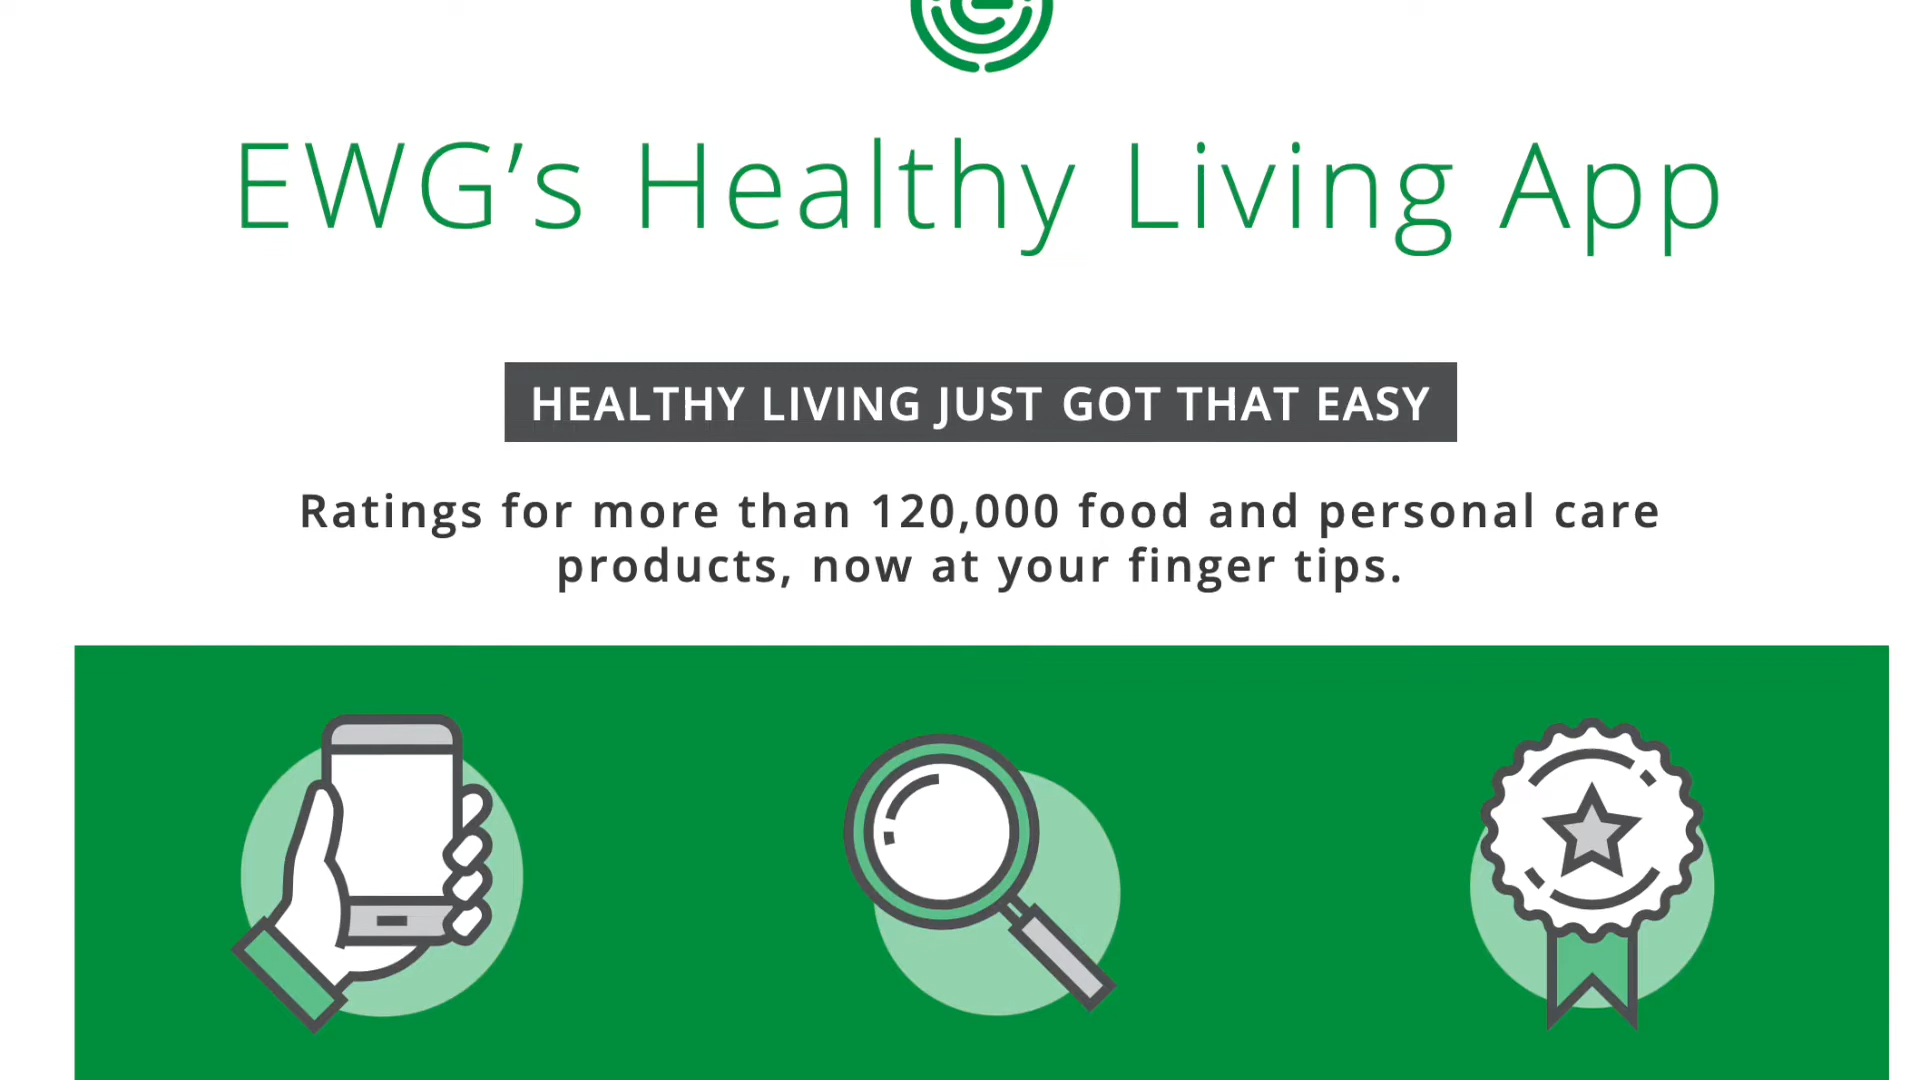 EWG’s Healthy Living App
HEALTHY LIVING JUST GOT THAT EASY
Ratings for more than 120,000 food and personal care
products, now at your finger tips.